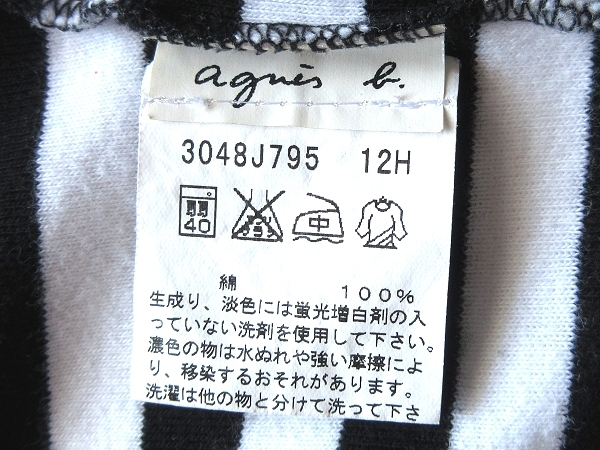 agnès b.
3048J795 12H
40 中
綿 100%
生成り、淡色には蛍光増白剤の入
っていない洗剤を使用して下さい。
濃色の物は水ぬれや強い摩擦によ
り、移染するおそれがあります。
洗濯は他の物と分けて洗って下さ